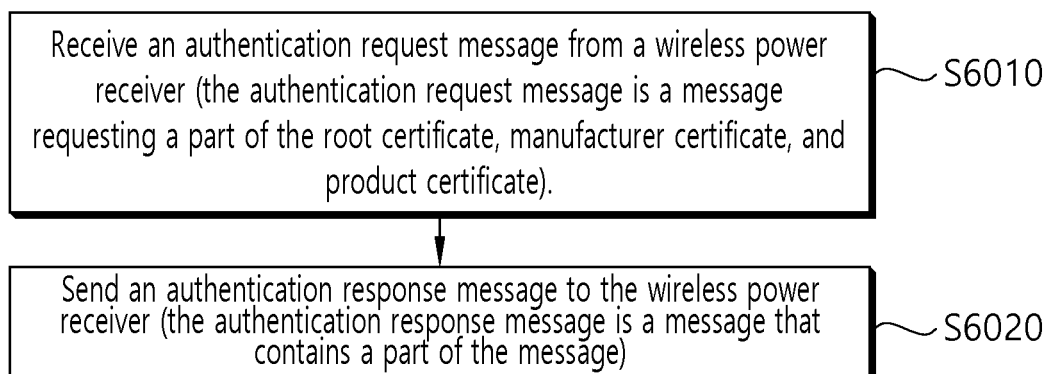 Receive an authentication request message from a wireless power
receiver (the authentication request message is a message
requesting a part of the root certificate, manufacturer certificate, and
product certificate).
S6010
Send an authentication response message to the wireless power
receiver (the authentication response message is a message that
contains a part of the message)
S6020